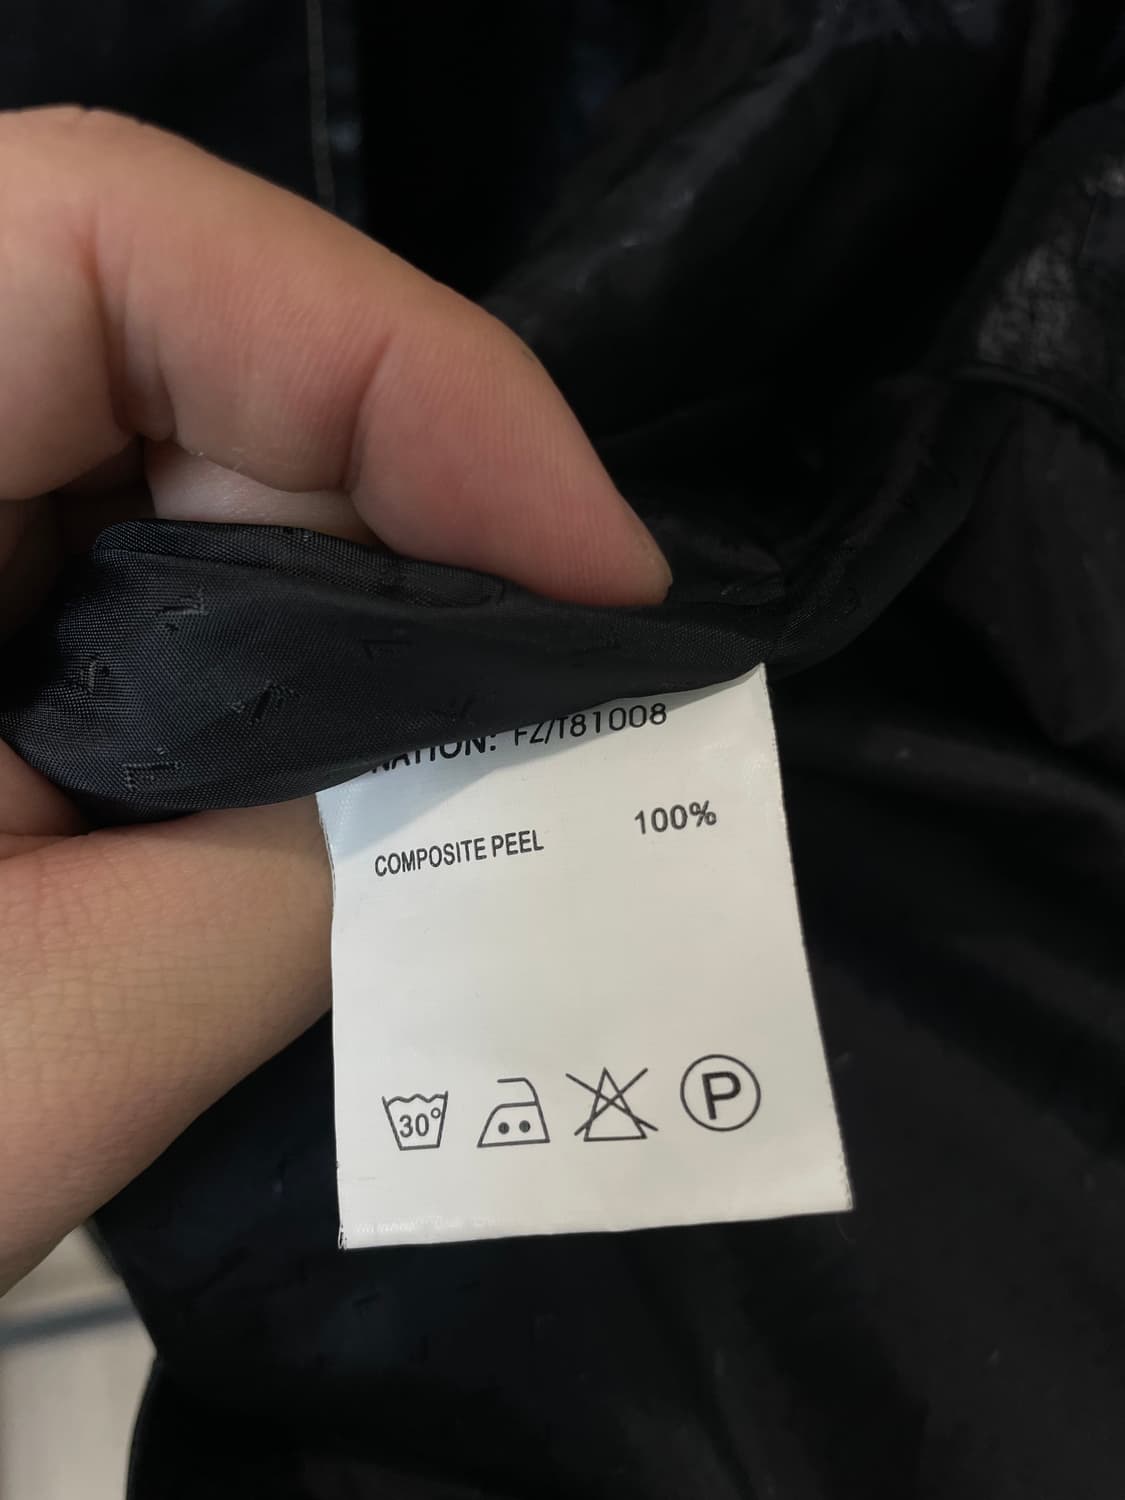 NATION: FZ/T81008
COMPOSITE PEEL 100%
30° P